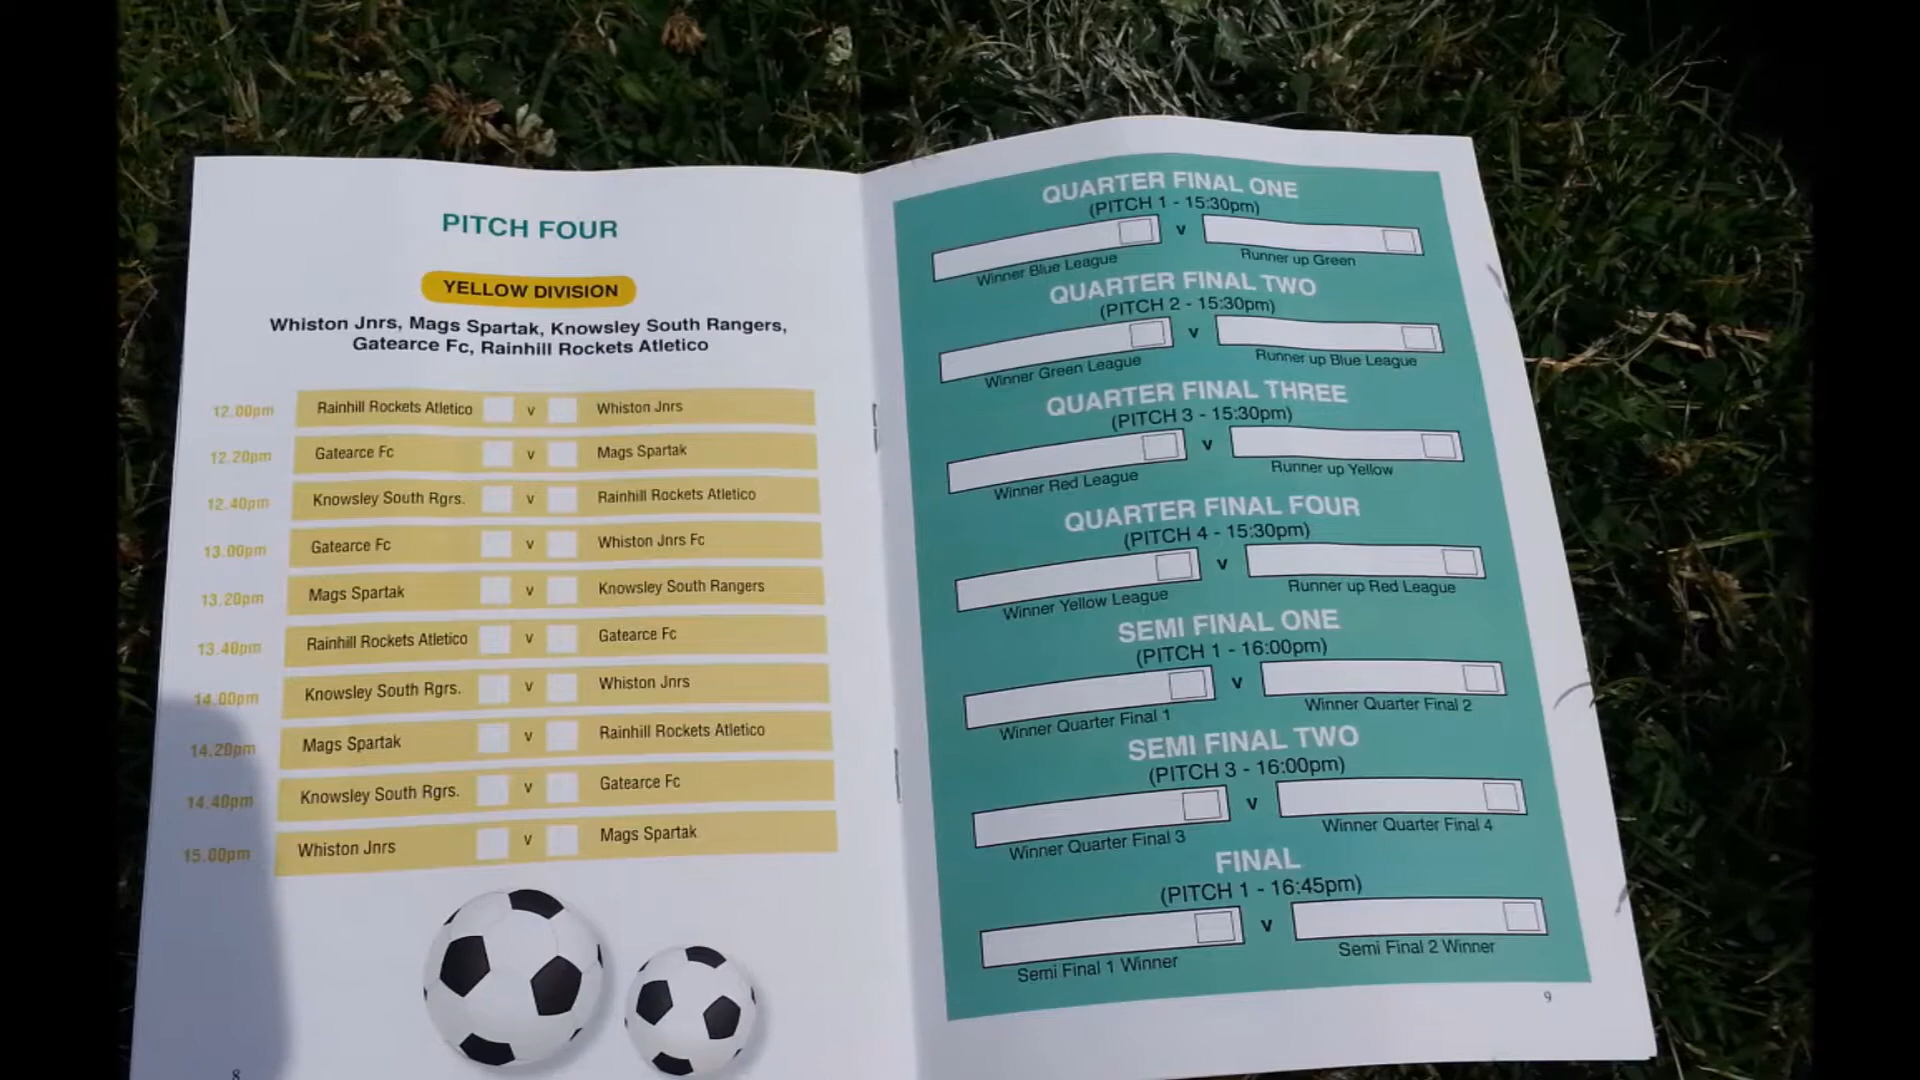 PITCH FOUR
YELLOW DIVISION
Whiston Jnrs, Mags Spartak, Knowsley South Rangers,
Gatearce Fc, Rainhill Rockets Atletico
12.00pm Rainhill Rockets Atletico v Whiston Jnrs
12.20pm Gatearce Fc v Mags Spartak
12.40pm Knowsley South Rgrs. v Rainhill Rockets Atletico
13.00pm Gatearce Fc v Whiston Jnrs Fc
13.20pm Mags Spartak v Knowsley South Rangers
13.40pm Rainhill Rockets Atletico v Gatearce Fc
14.00pm Knowsley South Rgrs. v Whiston Jnrs
14.20pm Mags Spartak v Rainhill Rockets Atletico
14.40pm Knowsley South Rgrs. v Gatearce Fc
15.00pm Whiston Jnrs v Mags Spartak
8
QUARTER FINAL ONE
(PITCH 1 - 15:30pm)
v
Winner Blue League Runner up Green
QUARTER FINAL TWO
(PITCH 2 - 15:30pm)
v
Winner Green League Runner up Blue League
QUARTER FINAL THREE
(PITCH 3 - 15:30pm)
v
Winner Red League Runner up Yellow
QUARTER FINAL FOUR
(PITCH 4 - 15:30pm)
v
Winner Yellow League Runner up Red League
SEMI FINAL ONE
(PITCH 1 - 16:00pm)
v
Winner Quarter Final 1 Winner Quarter Final 2
SEMI FINAL TWO
(PITCH 3 - 16:00pm)
v
Winner Quarter Final 3 Winner Quarter Final 4
FINAL
(PITCH 1 - 16:45pm)
v
Semi Final 1 Winner Semi Final 2 Winner
9